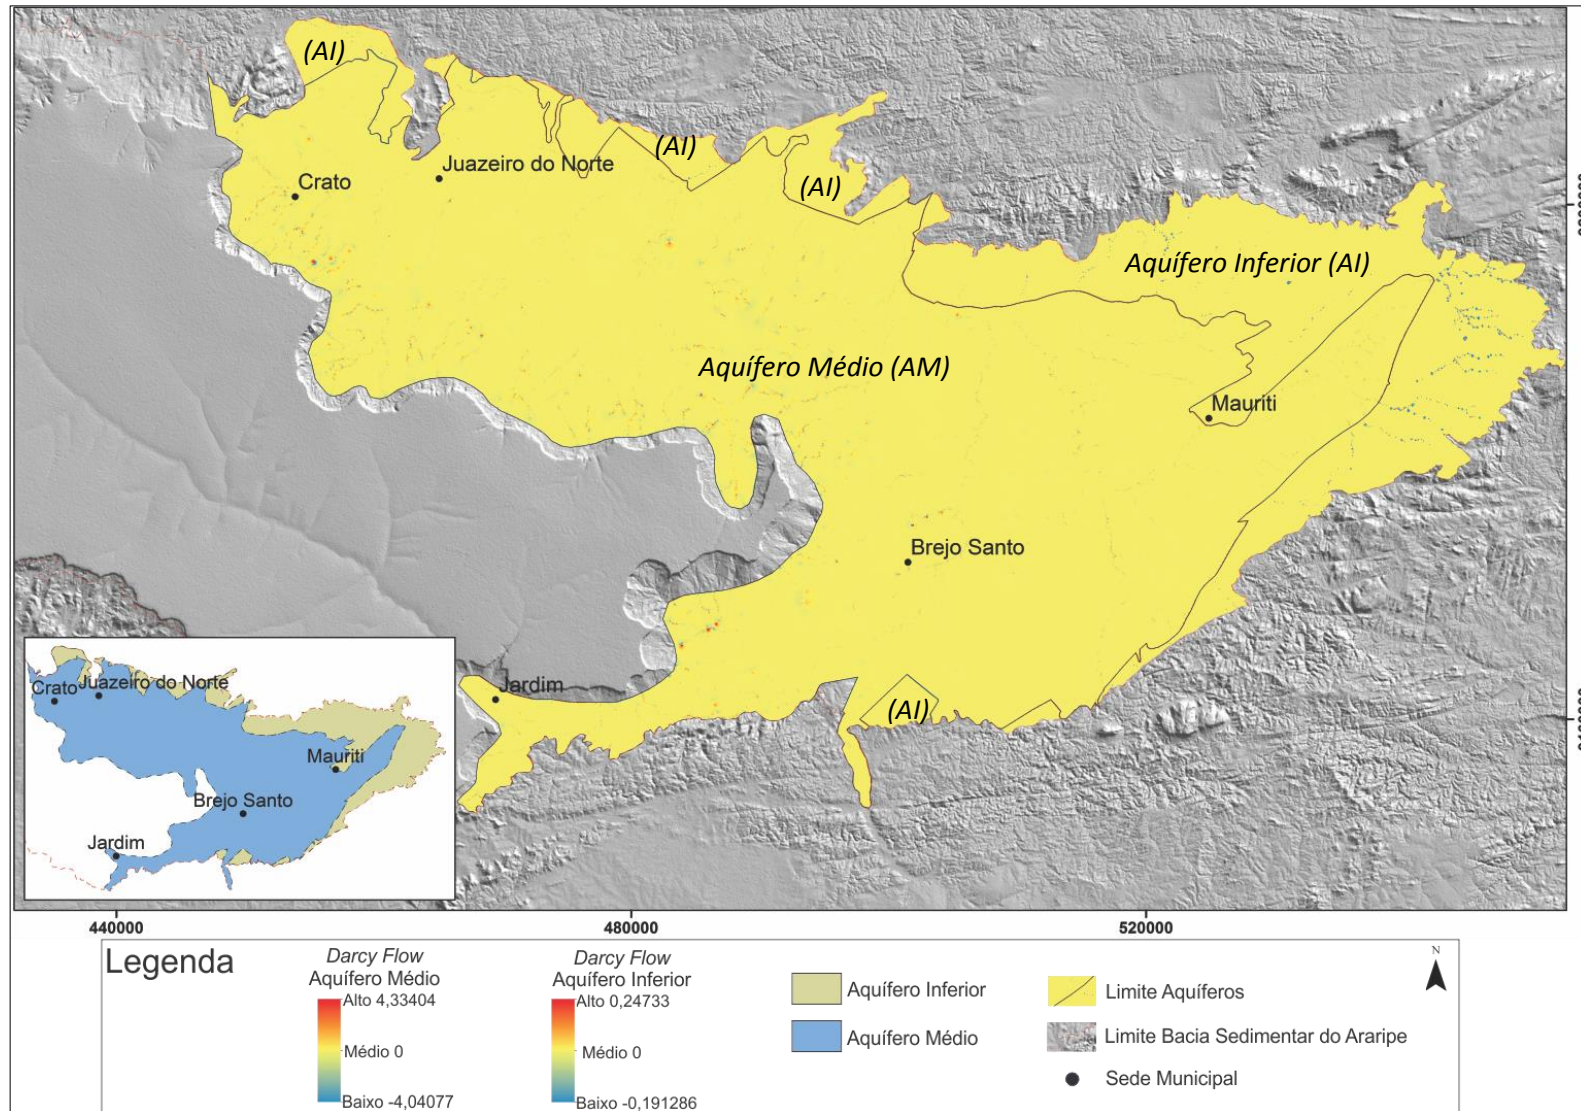 (AI)
Juazeiro do Norte
(AI)
Crato
(AI)
Aquífero Inferior (AI)
Aquífero Médio (AM)
Mauriti
Brejo Santo
Jardim
(AI)
Crato
Juazeiro do Norte
Mauriti
Brejo Santo
Jardim
440000
480000
520000
Legenda
Darcy Flow
Aquífero Médio
Alto 4,33404
Médio 0
Baixo -4,04077
Darcy Flow
Aquífero Inferior
Alto 0,24733
Médio 0
Baixo -0,191286
Aquífero Inferior
Aquífero Médio
Limite Aquíferos
Limite Bacia Sedimentar do Araripe
Sede Municipal
N